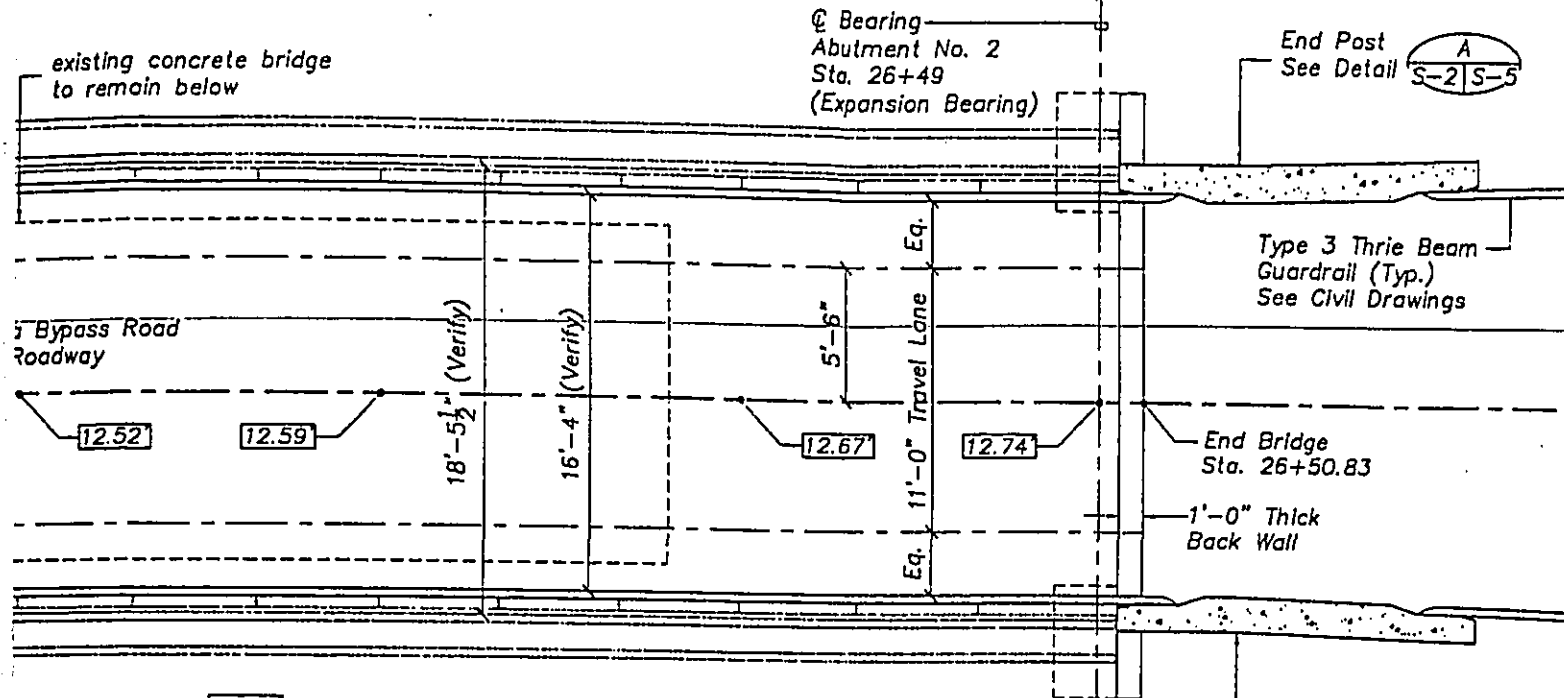 existing concrete bridge
to remain below
℄ Bearing
Abutment No. 2
Sta. 26+49
(Expansion Bearing)
End Post
See Detail
A
S-2 S-5
Type 3 Thrie Beam
Guardrail (Typ.)
See Civil Drawings
a Bypass Road
Roadway
18'-5½" (Verify)
16'-4" (Verify)
5'-6"
Eq.
11'-0" Travel Lane
Eq.
12.52'
12.59'
12.67'
12.74'
End Bridge
Sta. 26+50.83
1'-0" Thick
Back Wall